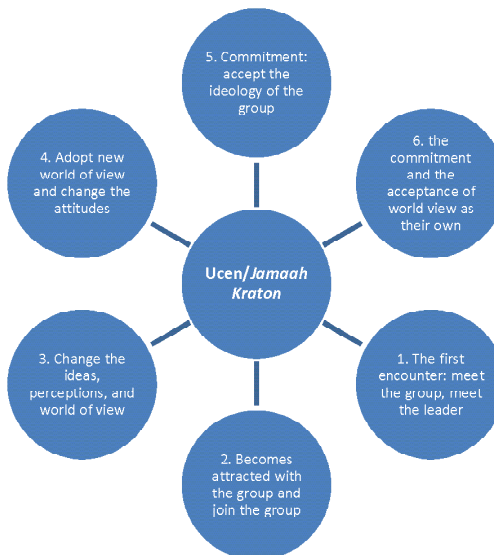 5. Commitment:
accept the
ideology of the
group
4. Adopt new
world of view
and change the
attitudes
6. the
commitment
and the
acceptance of
world view as
their own
Ucen/Jamaah
Kraton
3. Change the
ideas,
perceptions, and
world of view
1. The first
encounter: meet
the group, meet
the leader
2. Becomes
attracted with
the group and
join the group